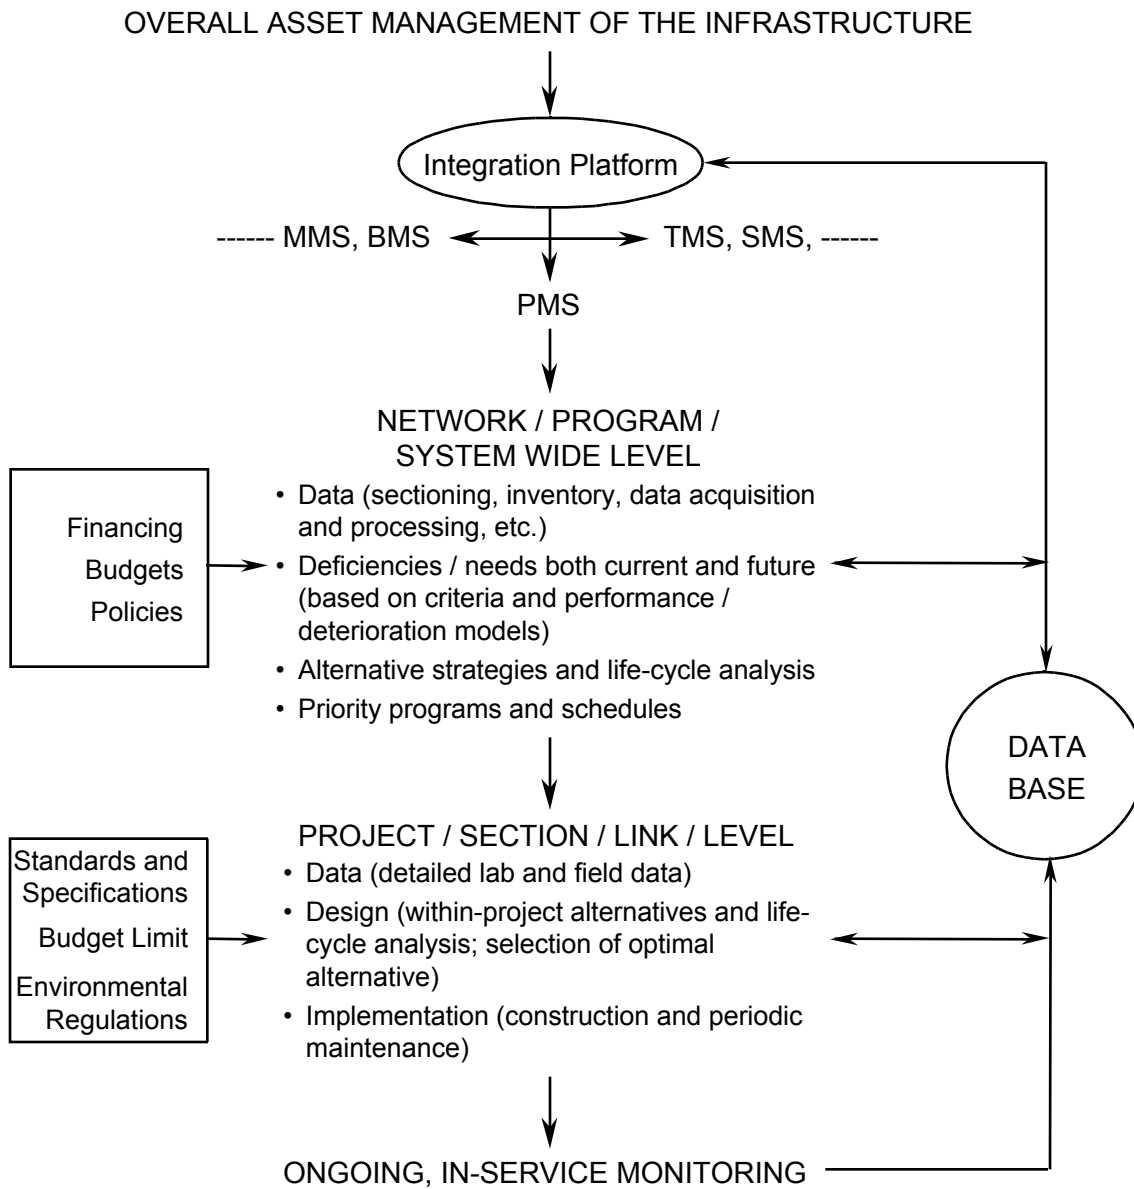 OVERALL ASSET MANAGEMENT OF THE INFRASTRUCTURE
Integration Platform
------ MMS, BMS
TMS, SMS, ------
PMS
NETWORK / PROGRAM /
SYSTEM WIDE LEVEL
• Data (sectioning, inventory, data acquisition
and processing, etc.)
• Deficiencies / needs both current and future
(based on criteria and performance /
deterioration models)
• Alternative strategies and life-cycle analysis
• Priority programs and schedules
Financing
Budgets
Policies
DATA
BASE
PROJECT / SECTION / LINK / LEVEL
• Data (detailed lab and field data)
• Design (within-project alternatives and life-
cycle analysis; selection of optimal
alternative)
• Implementation (construction and periodic
maintenance)
Standards and
Specifications
Budget Limit
Environmental
Regulations
ONGOING, IN-SERVICE MONITORING